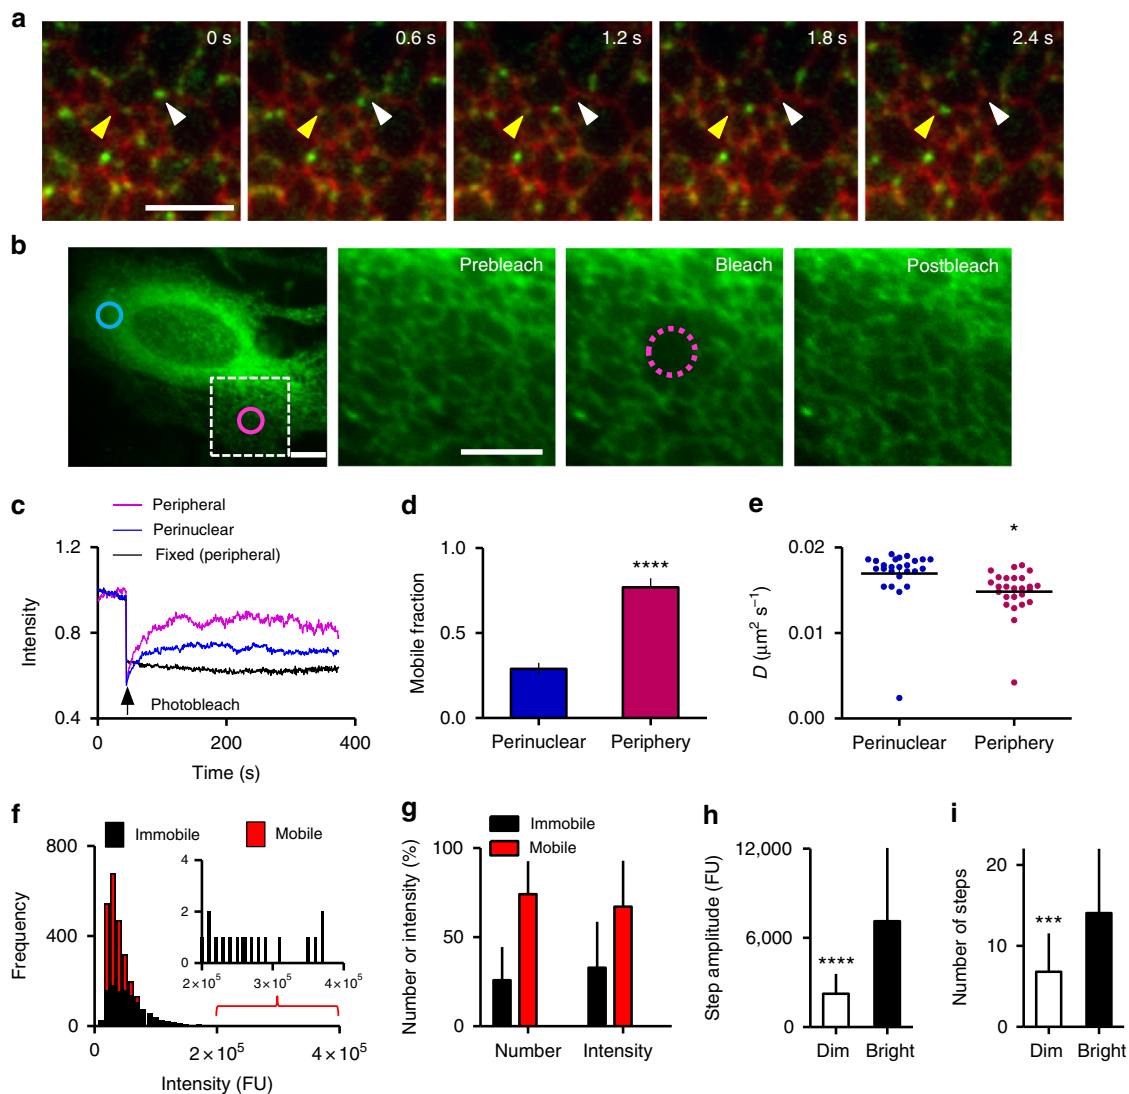 a
0 s
0.6 s
1.2 s
1.8 s
2.4 s
b
Prebleach
Bleach
Postbleach
c
Peripheral
Perinuclear
Fixed (peripheral)
1.2
0.8
0.4
Intensity
Photobleach
0
200
400
Time (s)
d
1.0
0.5
0.0
Mobile fraction
****
Perinuclear
Periphery
e
*
0.02
0.01
0.00
D (μm² s⁻¹)
Perinuclear
Periphery
f
Immobile
Mobile
800
400
0
Frequency
4
2
0
2×10⁵
3×10⁵
4×10⁵
0
2×10⁵
4×10⁵
Intensity (FU)
g
Immobile
Mobile
100
50
0
Number or intensity (%)
Number
Intensity
h
12,000
6,000
0
Step amplitude (FU)
****
Dim
Bright
i
20
10
0
Number of steps
***
Dim
Bright